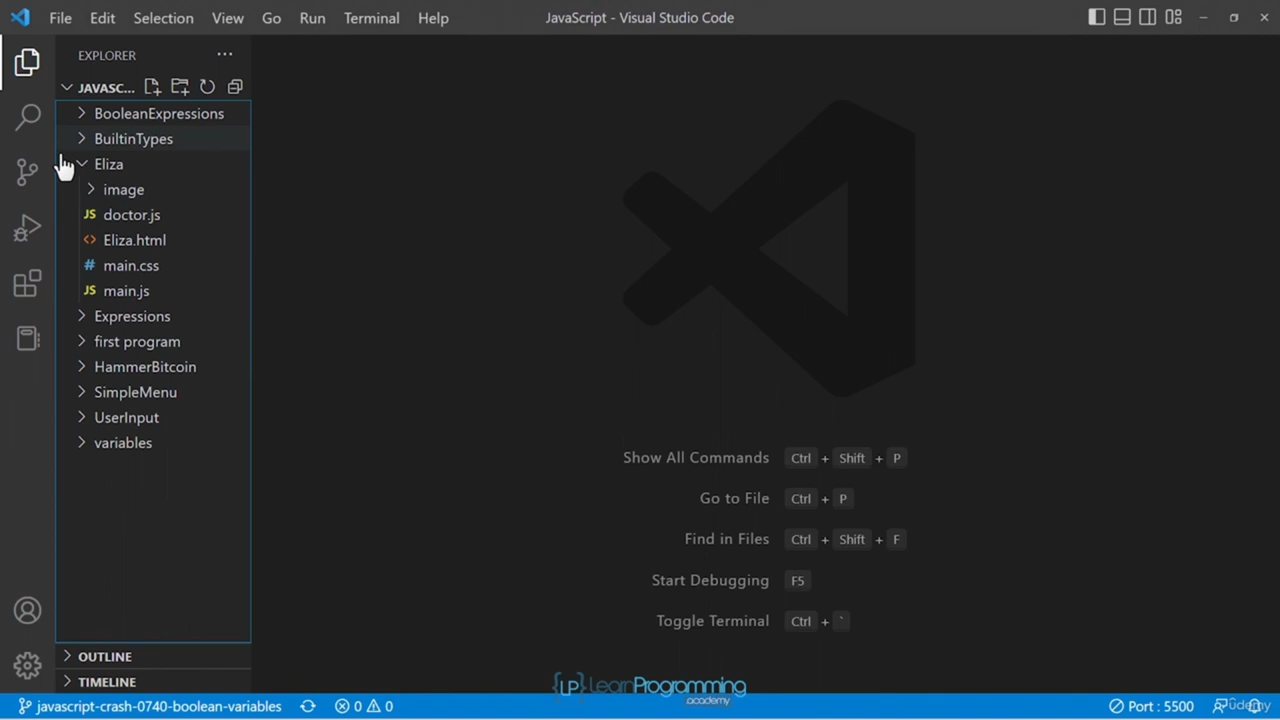 File Edit Selection View Go Run Terminal Help JavaScript - Visual Studio Code
EXPLORER
JAVASC...
BooleanExpressions
BuiltinTypes
Eliza
image
JS doctor.js
<> Eliza.html
# main.css
JS main.js
Expressions
first program
HammerBitcoin
SimpleMenu
UserInput
variables
Show All Commands Ctrl + Shift + P
Go to File Ctrl + P
Find in Files Ctrl + Shift + F
Start Debugging F5
Toggle Terminal Ctrl + `
OUTLINE
TIMELINE
{LP} LearnProgramming
academy
javascript-crash-0740-boolean-variables 0 0 Port : 5500 ûdemy